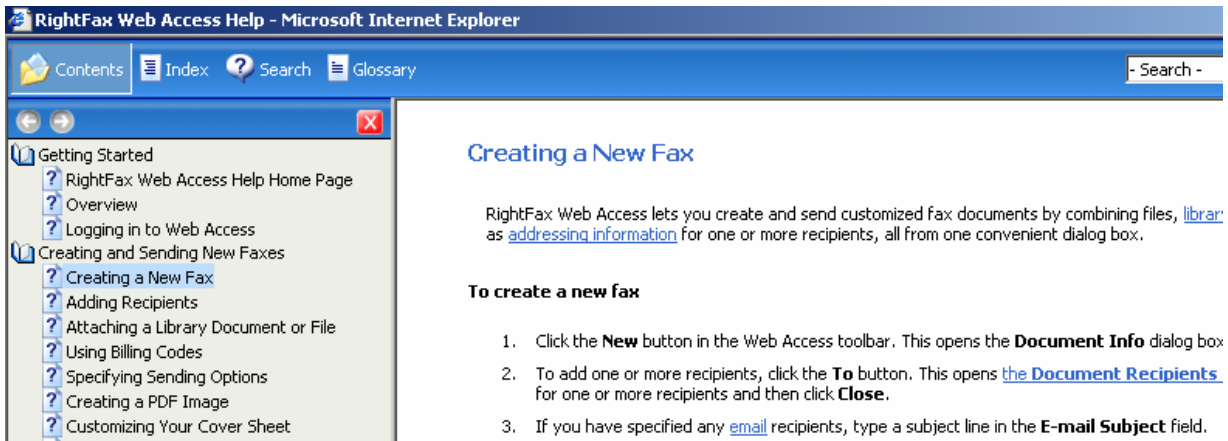 RightFax Web Access Help - Microsoft Internet Explorer
Contents Index Search Glossary - Search -
Getting Started
RightFax Web Access Help Home Page
Overview
Logging in to Web Access
Creating and Sending New Faxes
Creating a New Fax
Adding Recipients
Attaching a Library Document or File
Using Billing Codes
Specifying Sending Options
Creating a PDF Image
Customizing Your Cover Sheet
Creating a New Fax
RightFax Web Access lets you create and send customized fax documents by combining files, library
as addressing information for one or more recipients, all from one convenient dialog box.
To create a new fax
1. Click the New button in the Web Access toolbar. This opens the Document Info dialog box
2. To add one or more recipients, click the To button. This opens the Document Recipients
for one or more recipients and then click Close.
3. If you have specified any email recipients, type a subject line in the E-mail Subject field.